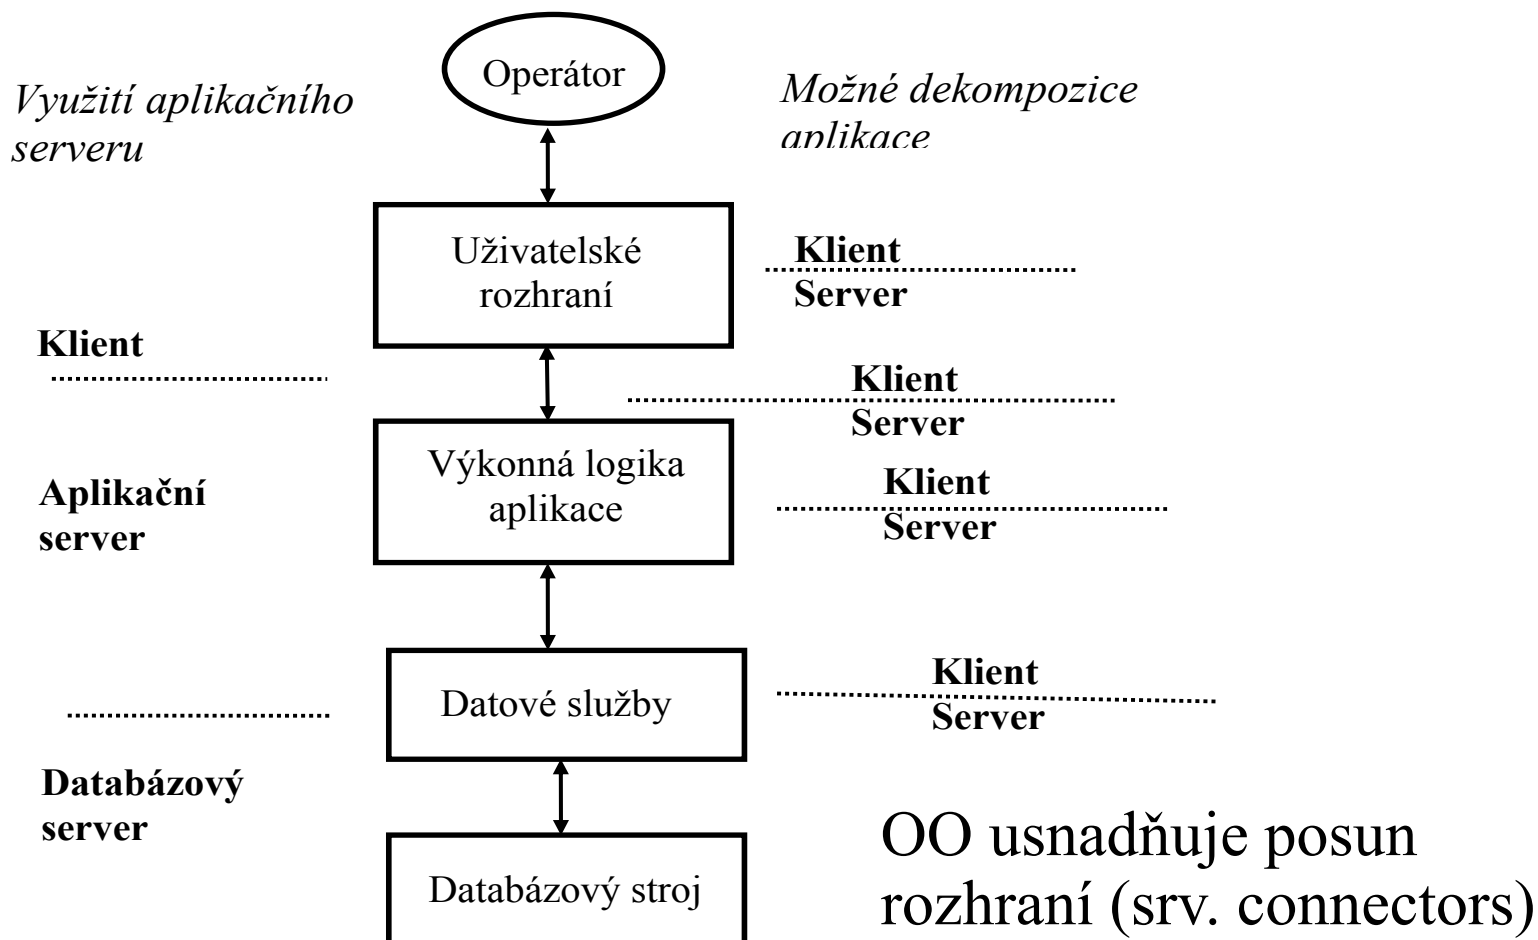 Operátor
Využití aplikačního
serveru
Možné dekompozice
aplikace
Uživatelské
rozhraní
Klient
Server
Klient
Klient
Server
Výkonná logika
aplikace
Aplikační
server
Klient
Server
Datové služby
Klient
Server
Databázový
server
Databázový stroj
OO usnadňuje posun
rozhraní (srv. connectors)